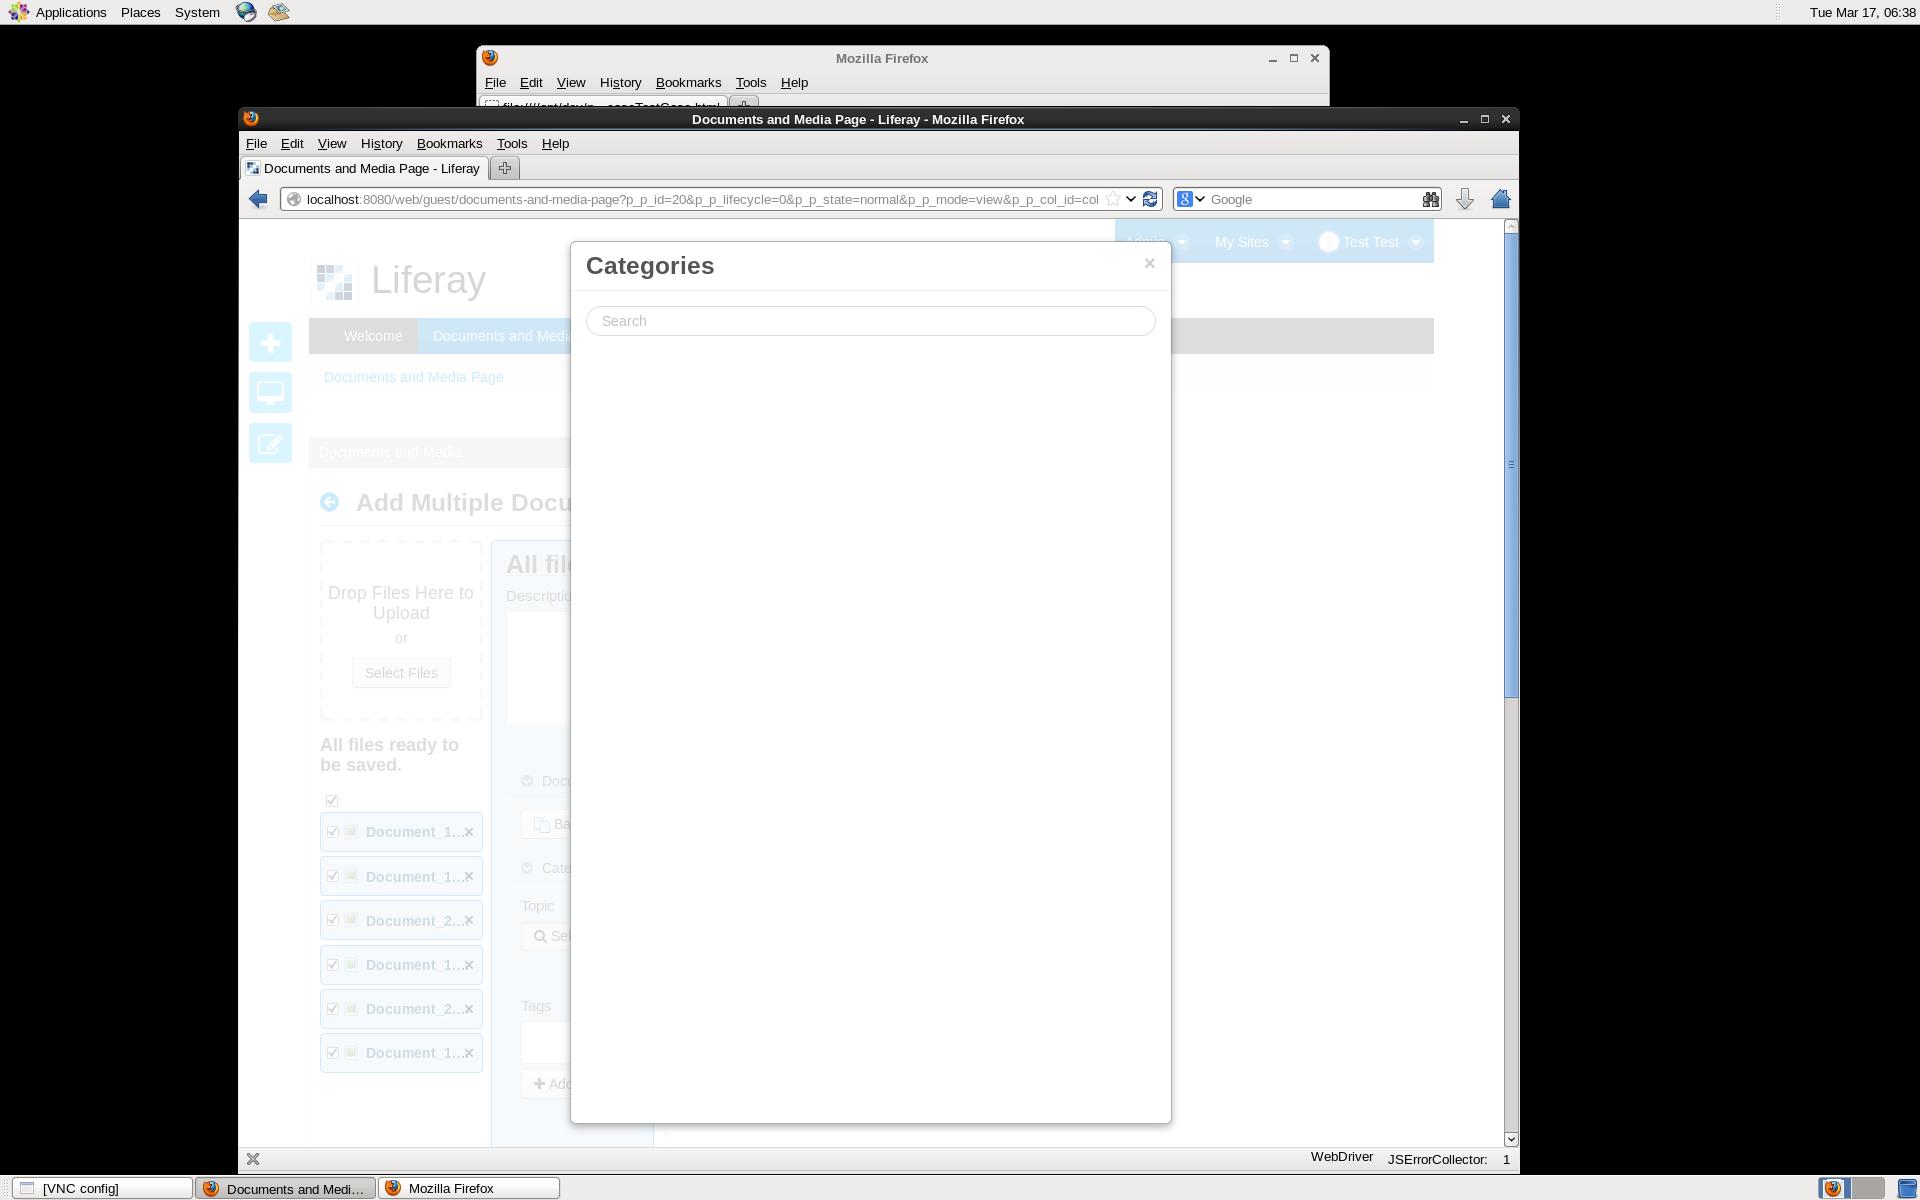 Applications Places System Tue Mar 17, 06:38
Mozilla Firefox
File Edit View History Bookmarks Tools Help
Documents and Media Page - Liferay - Mozilla Firefox
File Edit View History Bookmarks Tools Help
Documents and Media Page - Liferay
localhost:8080/web/guest/documents-and-media-page?p_p_id=20&p_p_lifecycle=0&p_p_state=normal&p_p_mode=view&p_p_col_id=col Google
Admin My Sites Test Test
Categories ×
Liferay
Search
Welcome Documents and Medi
Documents and Media Page
Documents and Media
Add Multiple Docu
All file
Drop Files Here to
Upload
or
Select Files
Descriptio
All files ready to
be saved.
Docu
Document_1...
Ba
Document_1...
Cate
Topic
Document_2...
Sel
Document_1...
Document_2...
Tags
Document_1...
Add
WebDriver JSErrorCollector: 1
[VNC config] Documents and Medi... Mozilla Firefox